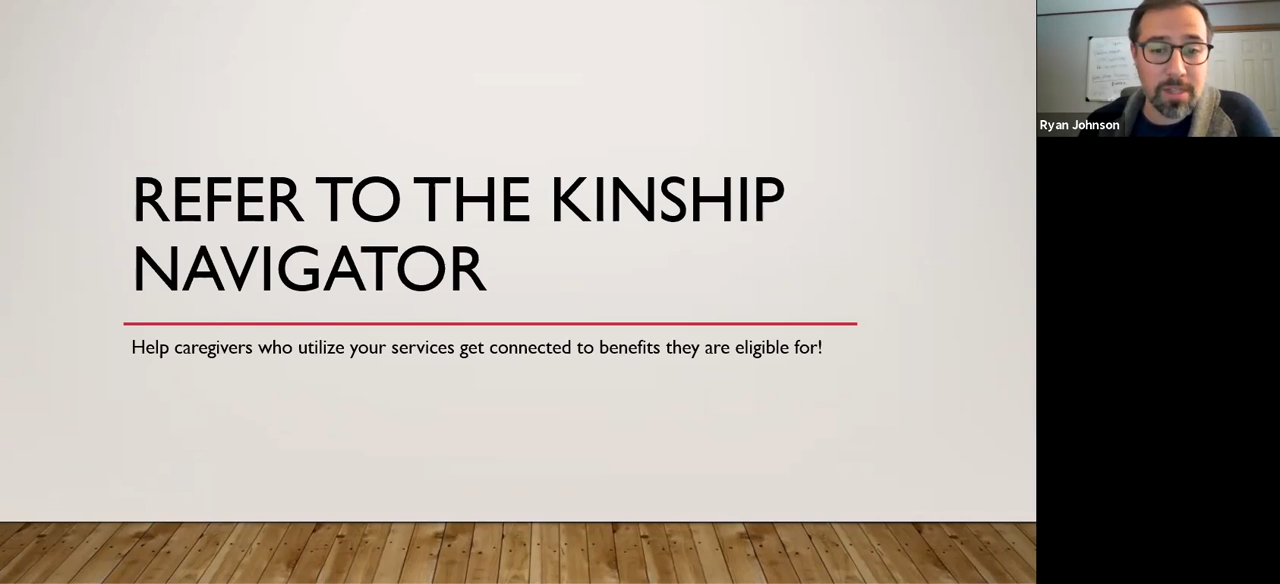 REFER TO THE KINSHIP
NAVIGATOR
Help caregivers who utilize your services get connected to benefits they are eligible for!
Ryan Johnson